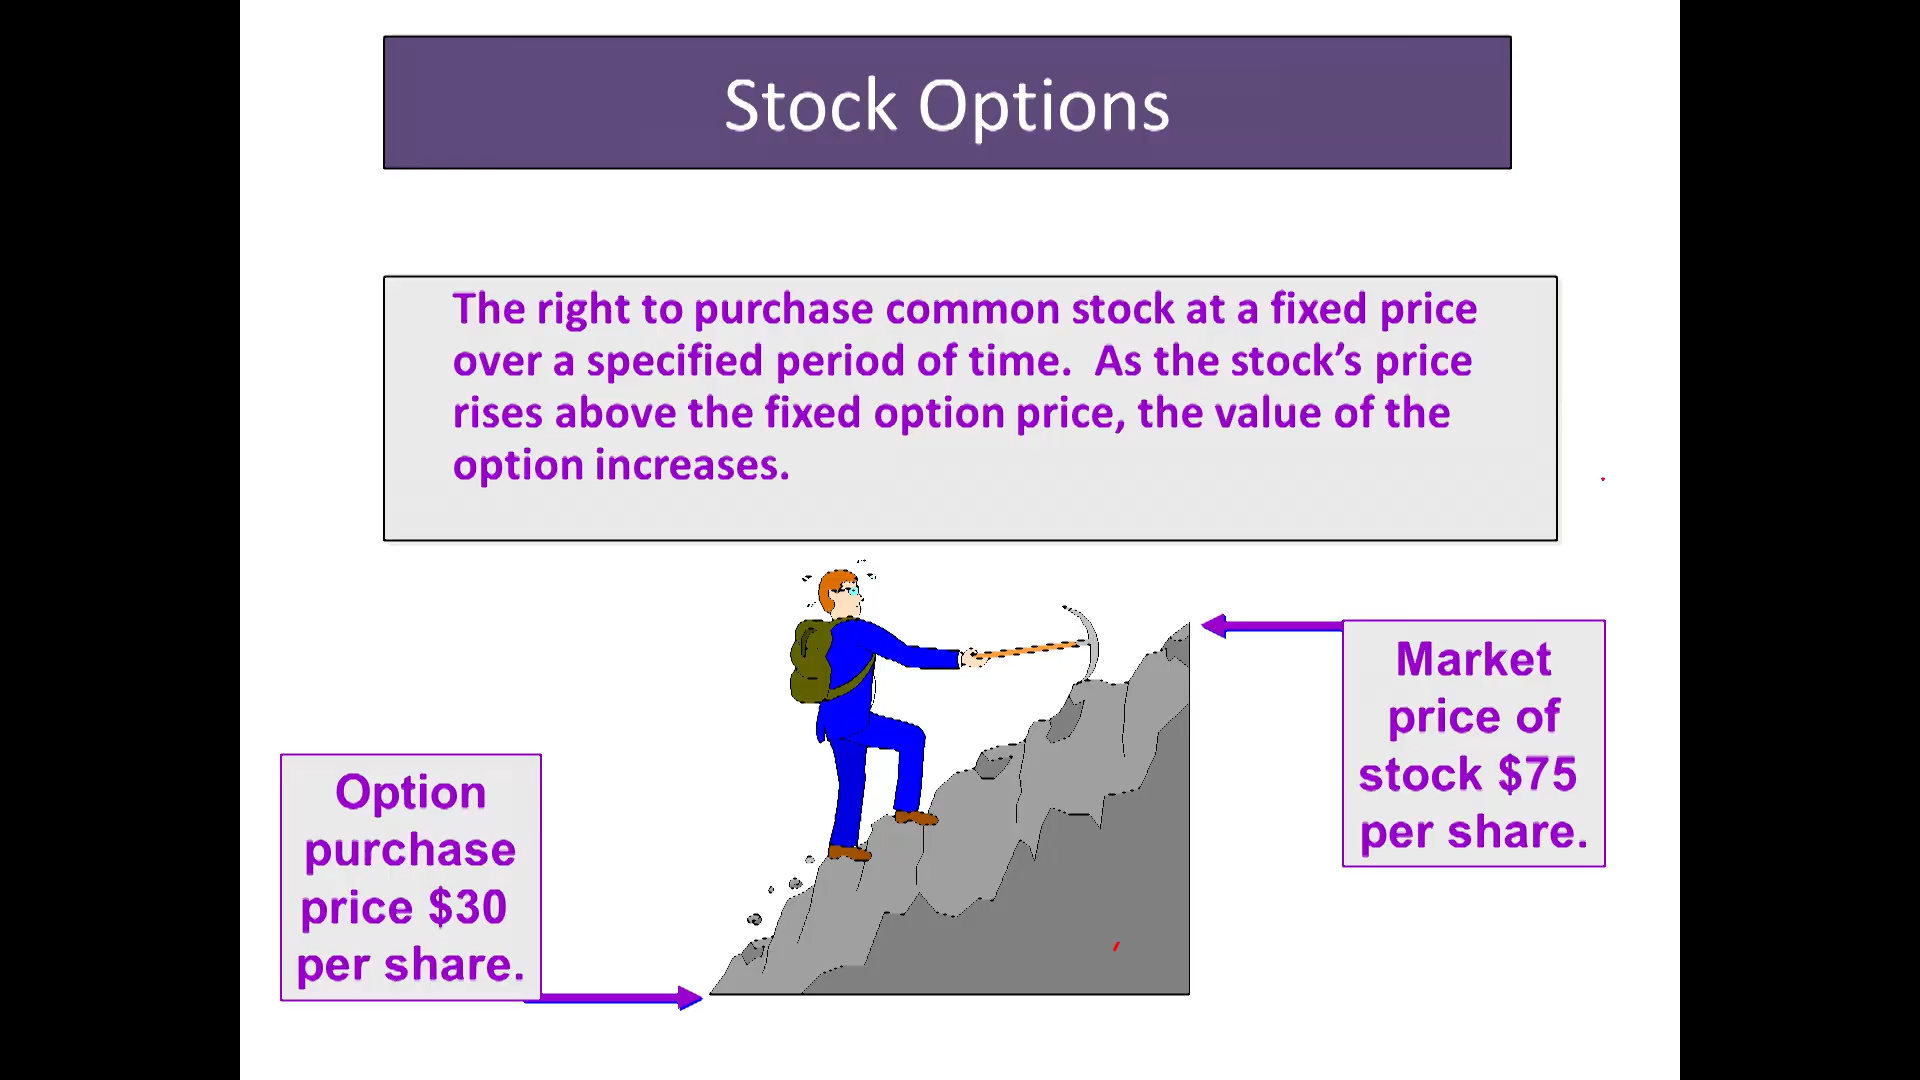 Stock Options
The right to purchase common stock at a fixed price
over a specified period of time.  As the stock’s price
rises above the fixed option price, the value of the
option increases.
Market
price of
stock $75
per share.
Option
purchase
price $30
per share.